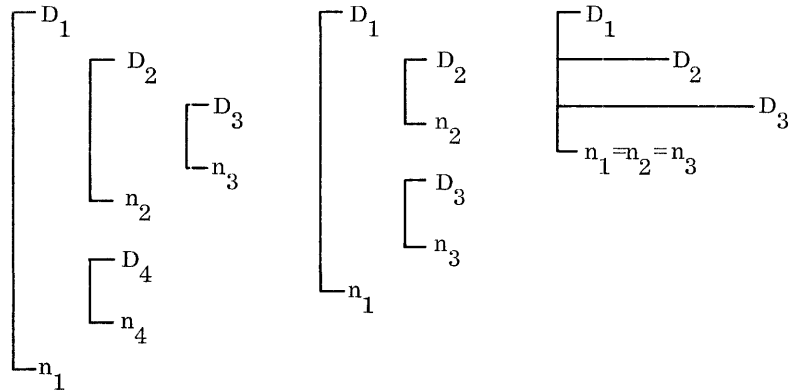 D₁
D₂
D₃
n₃
n₂
D₄
n₄
n₁
D₁
D₂
n₂
D₃
n₃
n₁
D₁
D₂
D₃
n₁=n₂=n₃